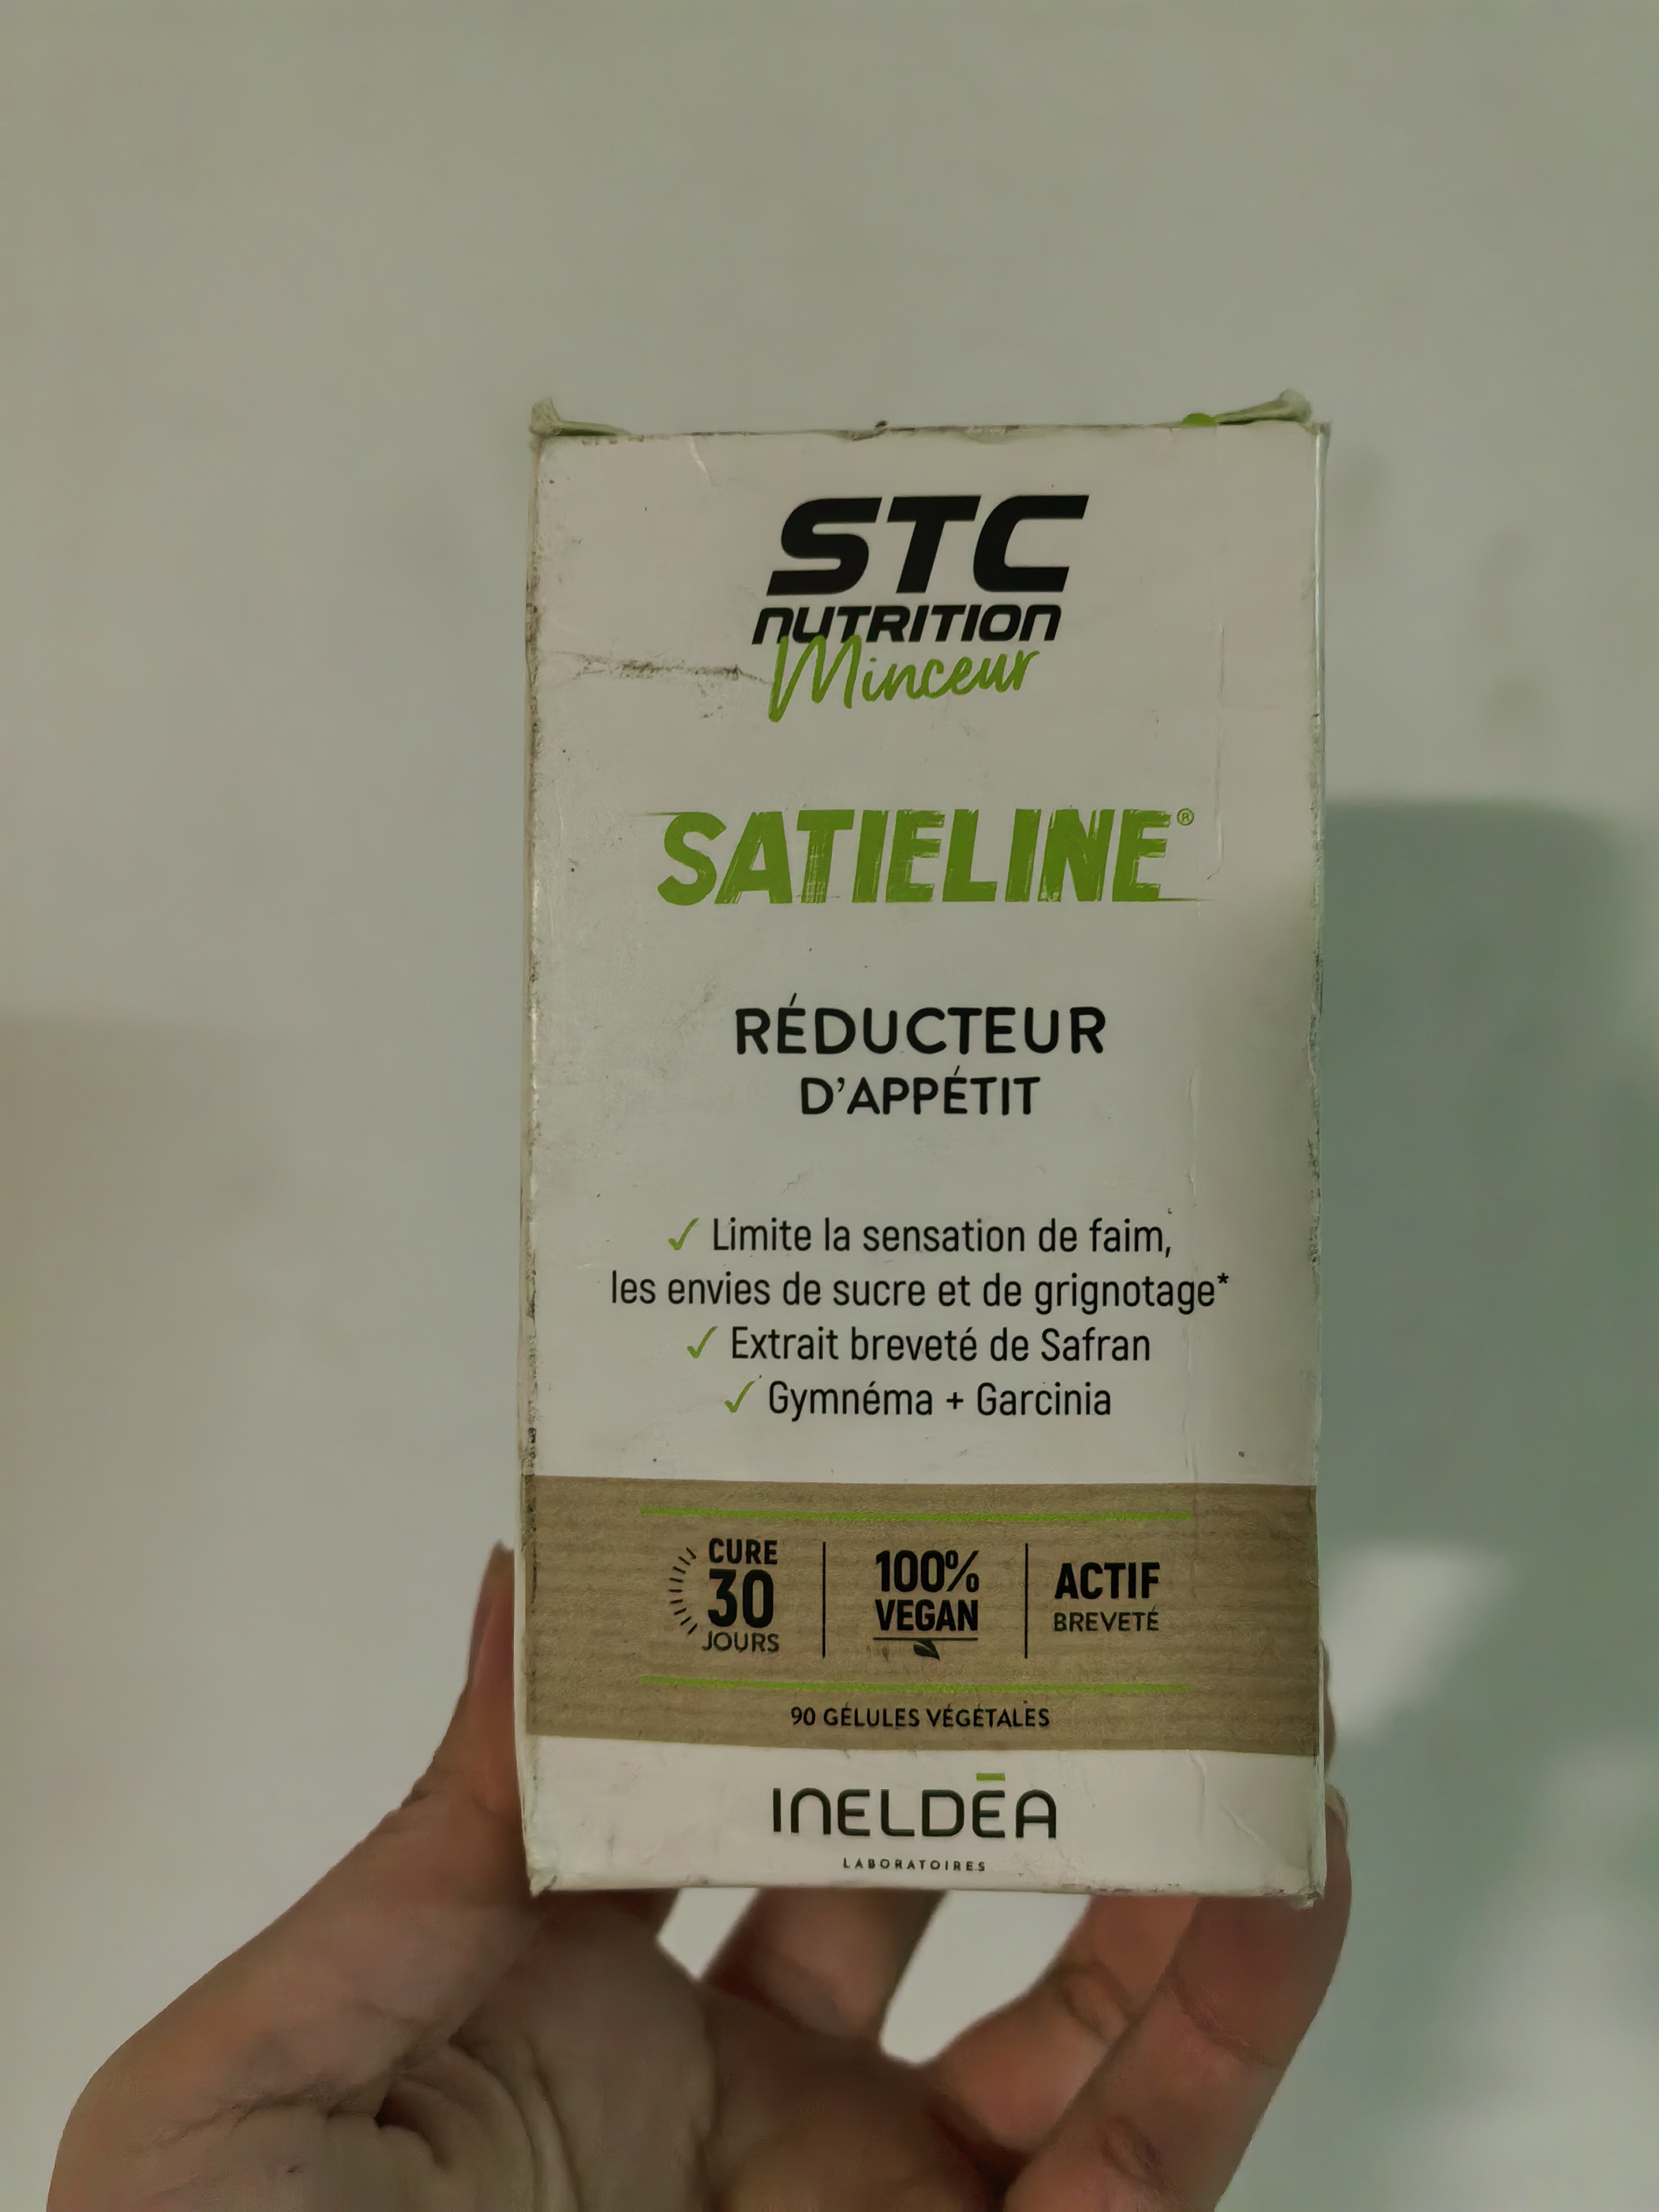 STC
NUTRITION
Minceur
SATIELINE®
RÉDUCTEUR
D'APPÉTIT
✓ Limite la sensation de faim,
les envies de sucre et de grignotage*
✓ Extrait breveté de Safran
✓ Gymnéma + Garcinia
CURE
30
JOURS
100%
VEGAN
ACTIF
BREVETÉ
90 GÉLULES VÉGÉTALES
INELDĒA
LABORATOIRES